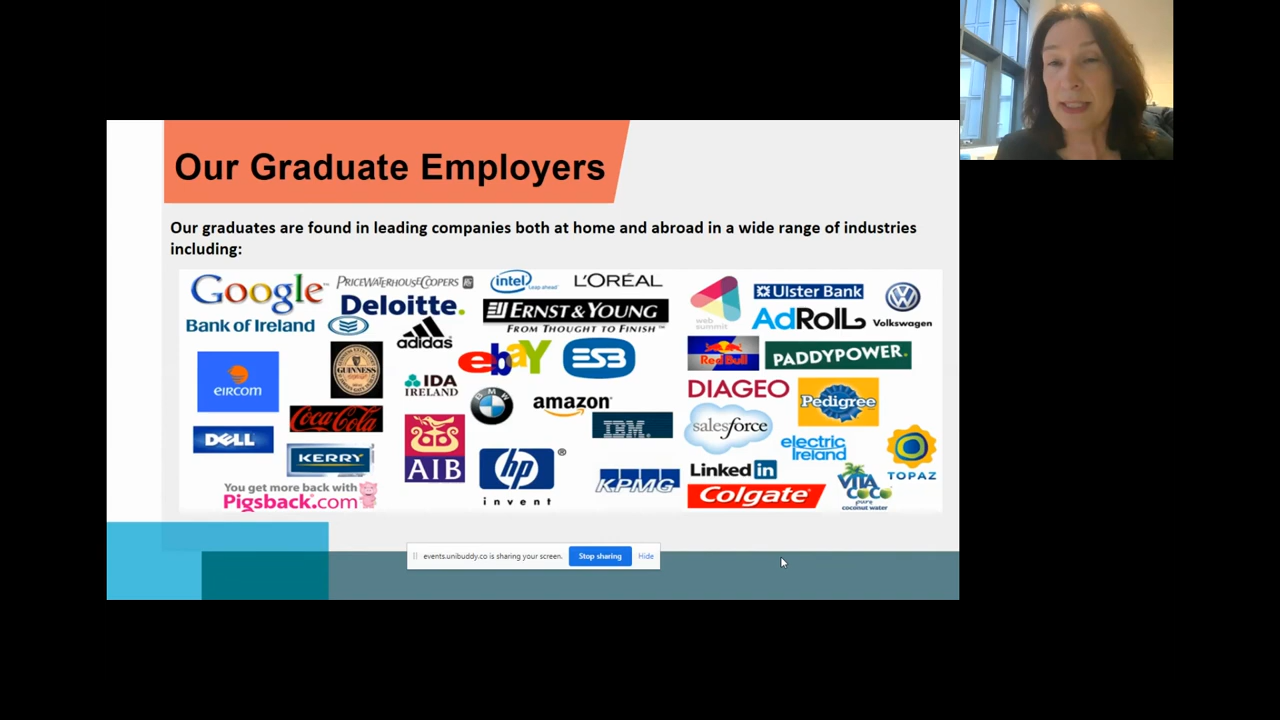 Our Graduate Employers
Our graduates are found in leading companies both at home and abroad in a wide range of industries
including:
Google
PRICEWATERHOUSECOOPERS
intel
Leap ahead
L'ORÉAL
web
summit
Ulster Bank
Volkswagen
Deloitte.
ERNST & YOUNG
FROM THOUGHT TO FINISH™
AdRoll
Bank of Ireland
adidas
ebay
ESB
Red Bull
PADDYPOWER.
eircom
GUINNESS
IDA
IRELAND
BMW
amazon
DIAGEO
Pedigree
Coca-Cola
IBM
salesforce
DELL
AIB
electric
Ireland
TOPAZ
KERRY
hp
®
invent
KPMG
LinkedIn
Colgate
VITA
COCO
pure
coconut water
You get more back with
Pigsback.com
events.unibuddy.co is sharing your screen.
Stop sharing
Hide